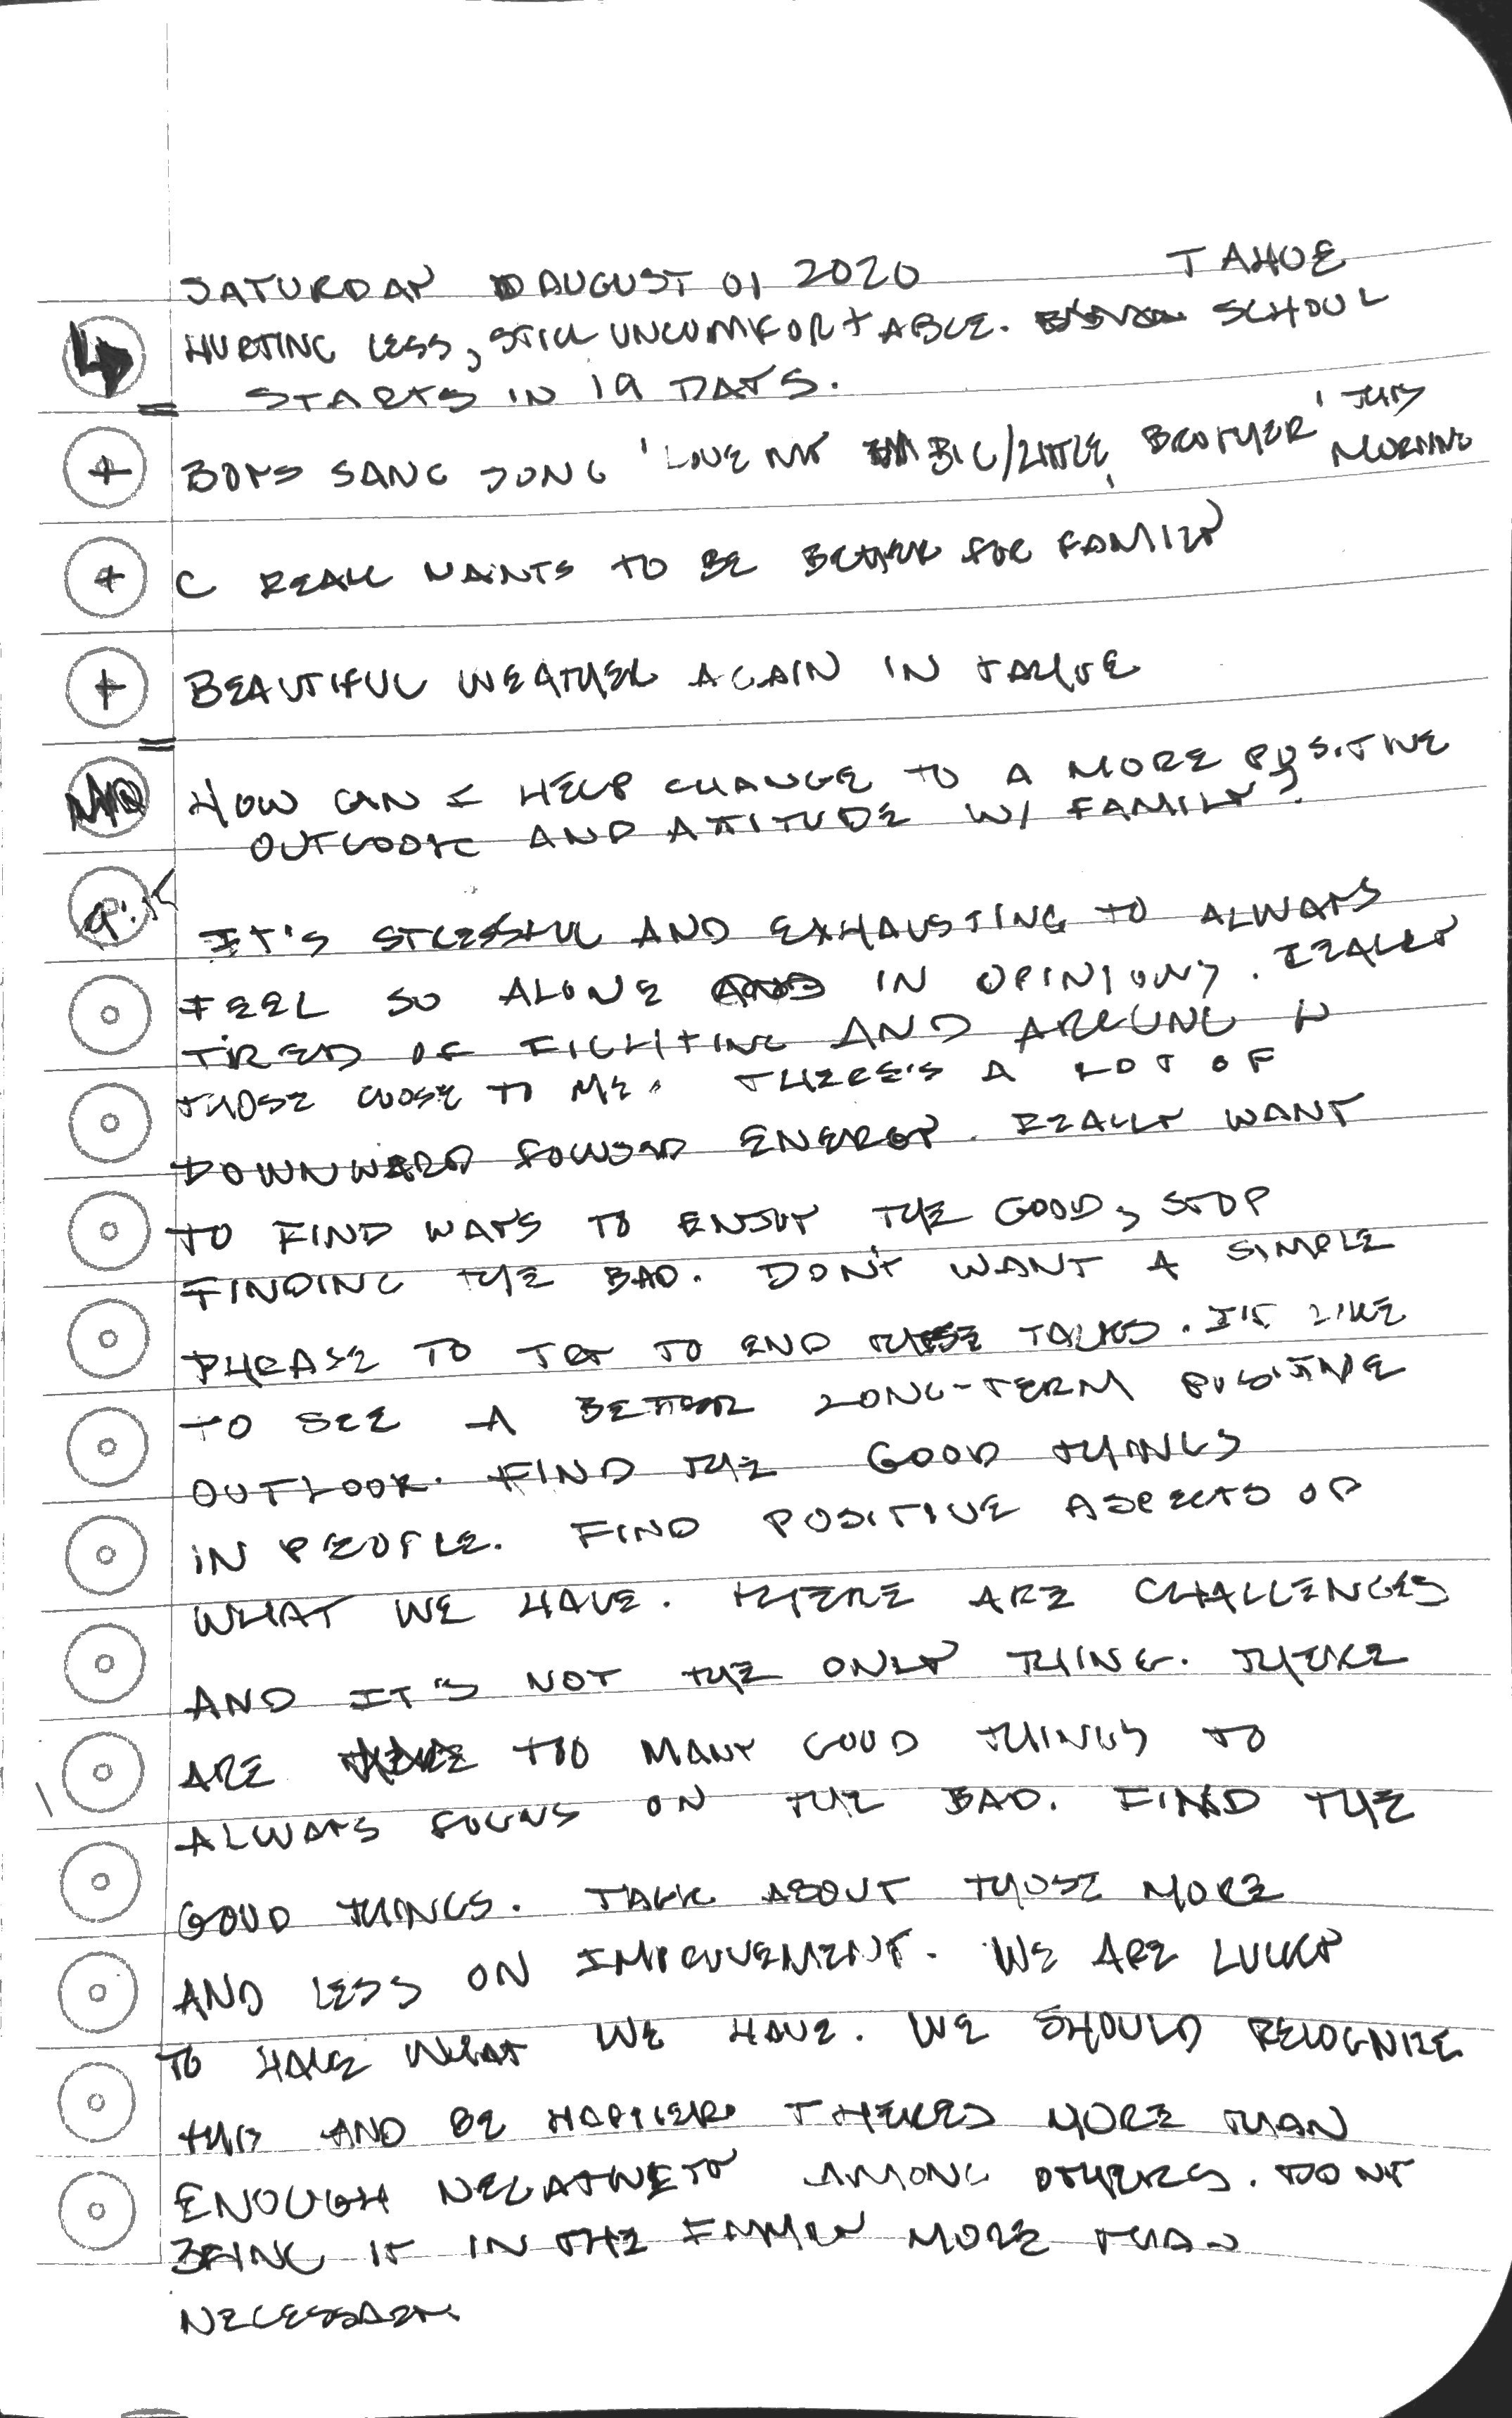 SATURDAY AUGUST 01 2020 TAHOE
HURTING LESS, STILL UNCOMFORTABLE. SCHOOL
STARTS IN 19 DAYS.
+ BOYS SANG SONG 'LOVE MY BIG/LITTLE BROTHER' THIS MORNING
+ C REALL WANTS TO BE BETTER FOR FAMILY
+ BEAUTIFUL WEATHER AGAIN IN TAHOE
HOW CAN I HELP CHANGE TO A MORE POSITIVE
OUTLOOK AND ATTITUDE W/ FAMILY?
9:15
IT'S STRESSFUL AND EXHAUSTING TO ALWAYS
FEEL SO ALONE IN OPINIONS. REALLY
TIRED OF FIGHTING AND ARGUING
THOSE CLOSE TO ME. THERE'S A LOT OF
DOWNWARD ENERGY. REALLY WANT
TO FIND WAYS TO ENJOY THE GOOD, STOP
FINDING THE BAD. DON'T WANT A SIMPLE
PHRASE TO TRY TO END THESE TALKS. I'D LIKE
TO SEE A BETTER LONG-TERM POSITIVE
OUTLOOK. FIND THE GOOD THINGS
IN PEOPLE. FIND POSITIVE ASPECTS OF
WHAT WE HAVE. THERE ARE CHALLENGES
AND IT'S NOT THE ONLY THING. THERE
ARE TOO MANY GOOD THINGS TO
ALWAYS FOCUS ON THE BAD. FIND THE
GOOD THINGS. TALK ABOUT THOSE MORE
AND LESS ON IMPROVEMENT. WE ARE LUCKY
TO HAVE WHAT WE HAVE. WE SHOULD RECOGNIZE
THIS AND BE HAPPIER. THERE'S MORE THAN
ENOUGH NEGATIVETY AMONG OTHERS. DON'T
BRING IT IN THE FAMILY MORE THAN
NECESSARY.